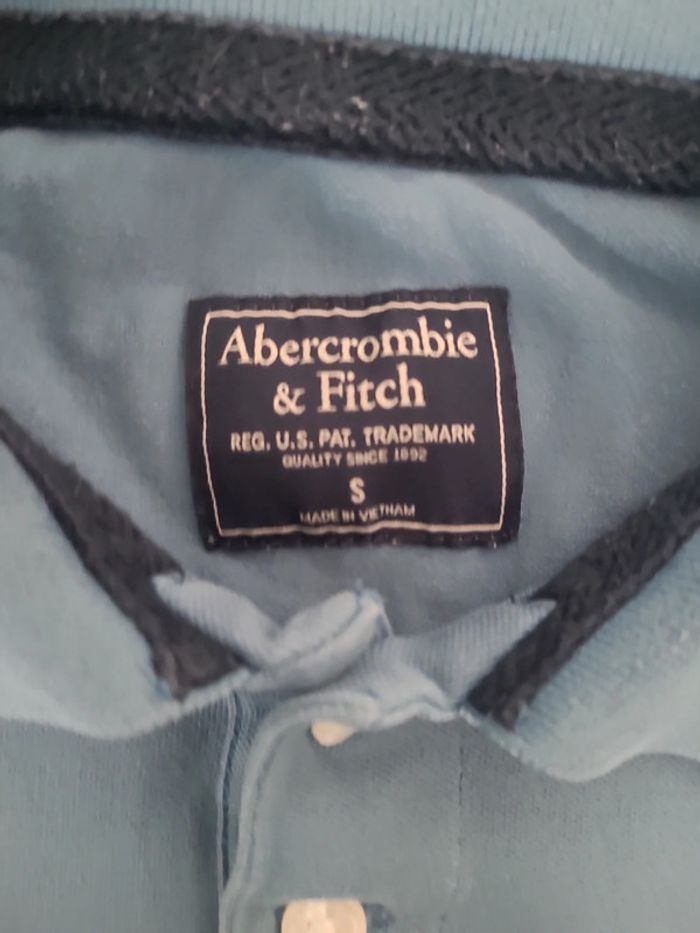 Abercrombie
& Fitch
REG. U.S. PAT. TRADEMARK
QUALITY SINCE 1892
S
MADE IN VIETNAM